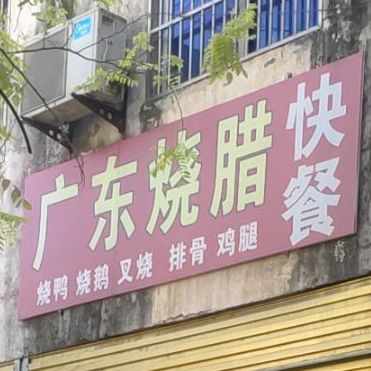 广东烧腊
快餐
烧鸭 烧鹅 叉烧 排骨 鸡腿